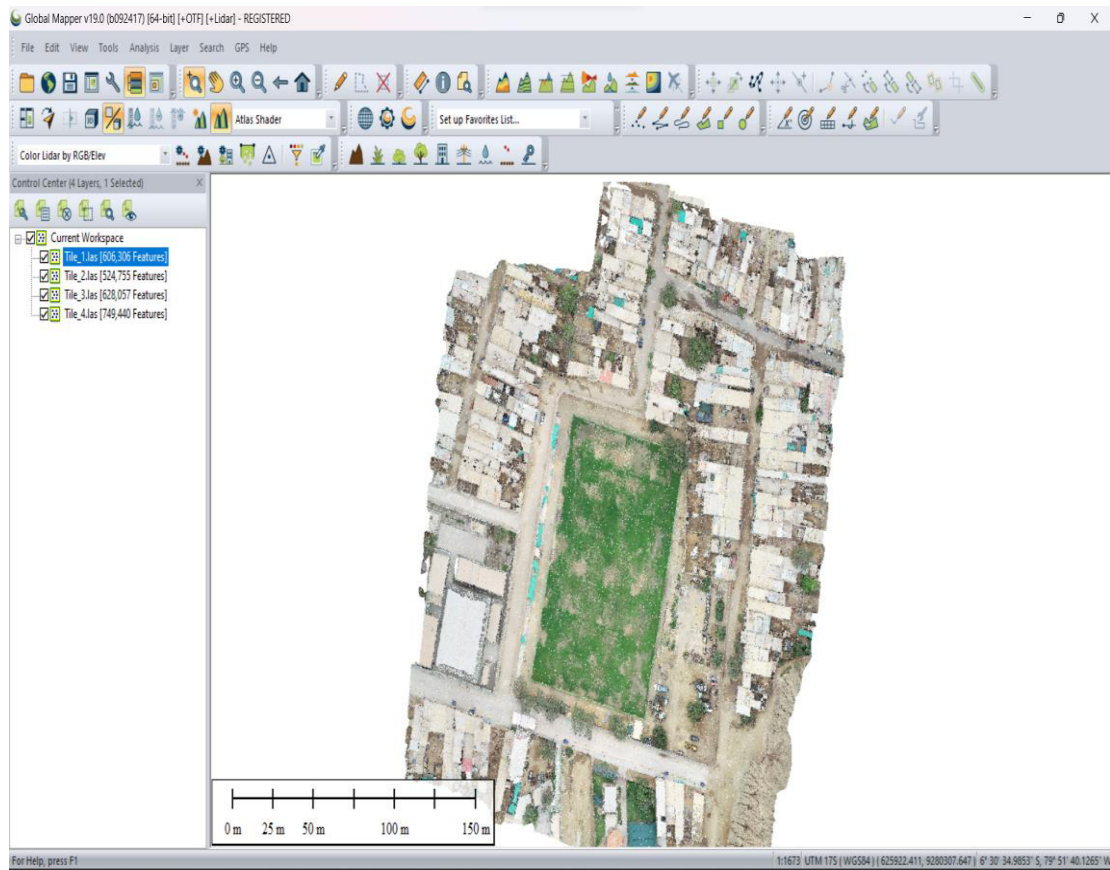 Global Mapper v19.0 (b092417) [64-bit] [+OTF] [+Lidar] - REGISTERED
File Edit View Tools Analysis Layer Search GPS Help
Atlas Shader
Set up Favorites List...
Color Lidar by RGB/Elev
Control Center (4 Layers, 1 Selected)
Current Workspace
Tile_1.las [606,306 Features]
Tile_2.las [524,755 Features]
Tile_3.las [628,057 Features]
Tile_4.las [749,440 Features]
0 m 25 m 50 m 100 m 150 m
For Help, press F1
1:1673 UTM 17S ( WGS84 ) ( 625922.411, 9280307.647 ) 6° 30' 34.9853" S, 79° 51' 40.1265" W